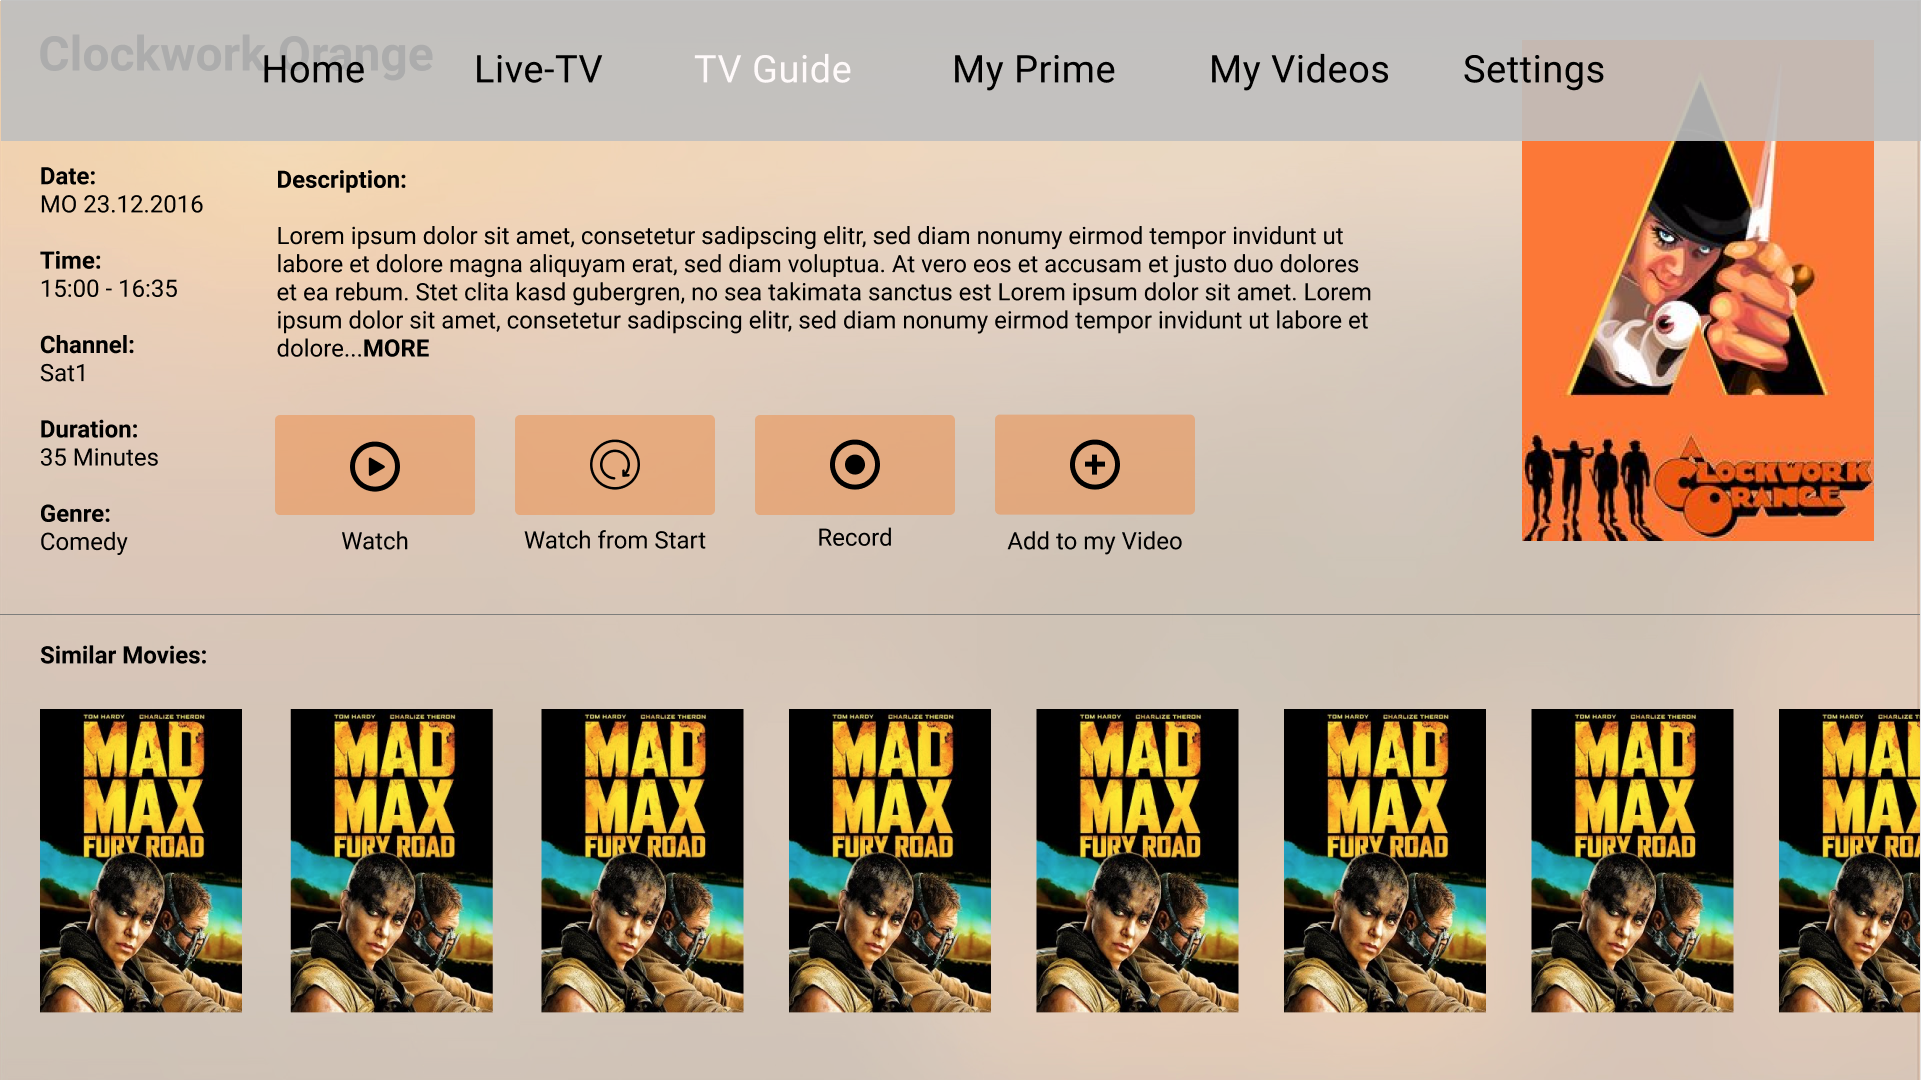 Clockwork Orange
Home Live-TV TV Guide My Prime My Videos Settings
Date:
MO 23.12.2016
Time:
15:00 - 16:35
Channel:
Sat1
Duration:
35 Minutes
Genre:
Comedy
Description:
Lorem ipsum dolor sit amet, consetetur sadipscing elitr, sed diam nonumy eirmod tempor invidunt ut
labore et dolore magna aliquyam erat, sed diam voluptua. At vero eos et accusam et justo duo dolores
et ea rebum. Stet clita kasd gubergren, no sea takimata sanctus est Lorem ipsum dolor sit amet. Lorem
ipsum dolor sit amet, consetetur sadipscing elitr, sed diam nonumy eirmod tempor invidunt ut labore et
dolore...MORE
Watch
Watch from Start
Record
Add to my Video
A
CLOCKWORK
ORANGE
Similar Movies:
TOM HARDY CHARLIZE THERON
MAD
MAX
FURY ROAD
TOM HARDY CHARLIZE THERON
MAD
MAX
FURY ROAD
TOM HARDY CHARLIZE THERON
MAD
MAX
FURY ROAD
TOM HARDY CHARLIZE THERON
MAD
MAX
FURY ROAD
TOM HARDY CHARLIZE THERON
MAD
MAX
FURY ROAD
TOM HARDY CHARLIZE THERON
MAD
MAX
FURY ROAD
TOM HARDY CHARLIZE THERON
MAD
MAX
FURY ROAD
TOM HARDY CHARLIZE T
MA
MA
FURY ROA